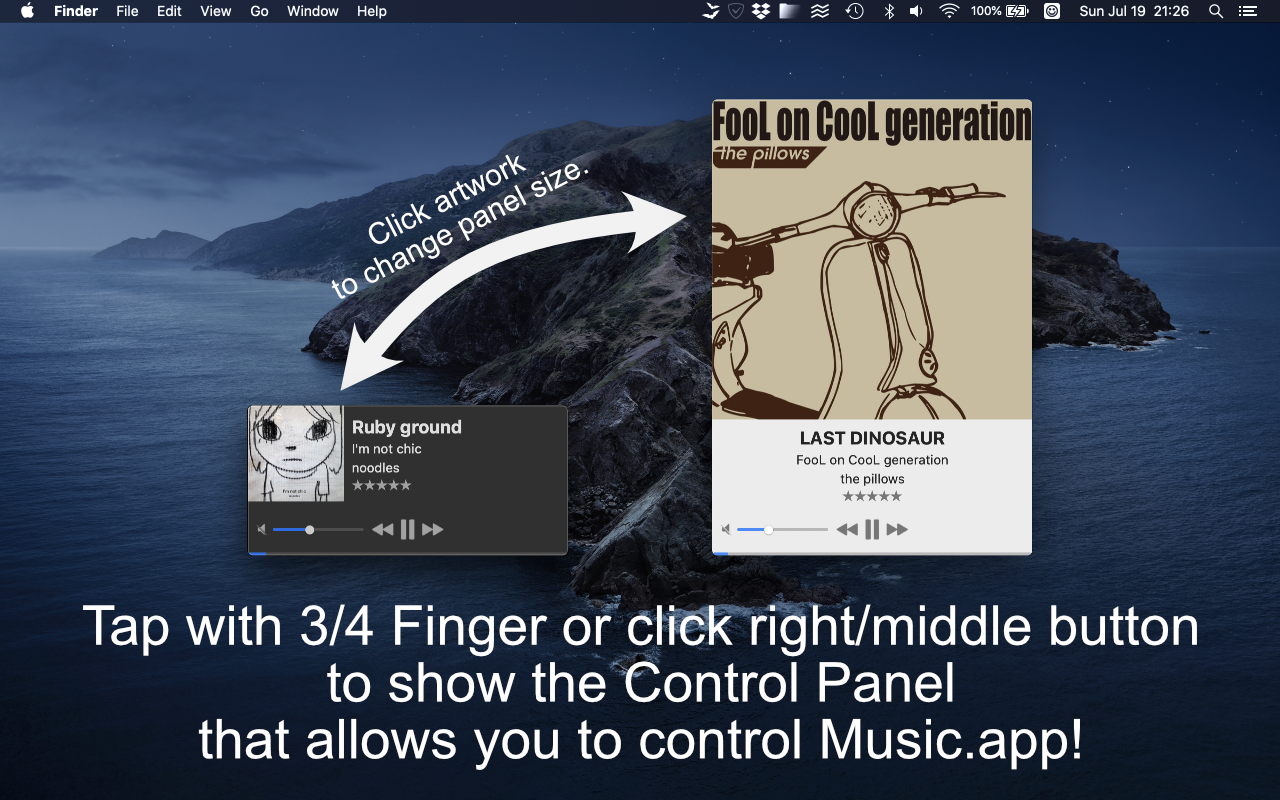 Finder File Edit View Go Window Help 100% Sun Jul 19 21:26
Click artwork
to change panel size.
FooL on CooL generation
the pillows
Ruby ground
I'm not chic
noodles
★★★★★
LAST DINOSAUR
FooL on CooL generation
the pillows
★★★★★
Tap with 3/4 Finger or click right/middle button
to show the Control Panel
that allows you to control Music.app!